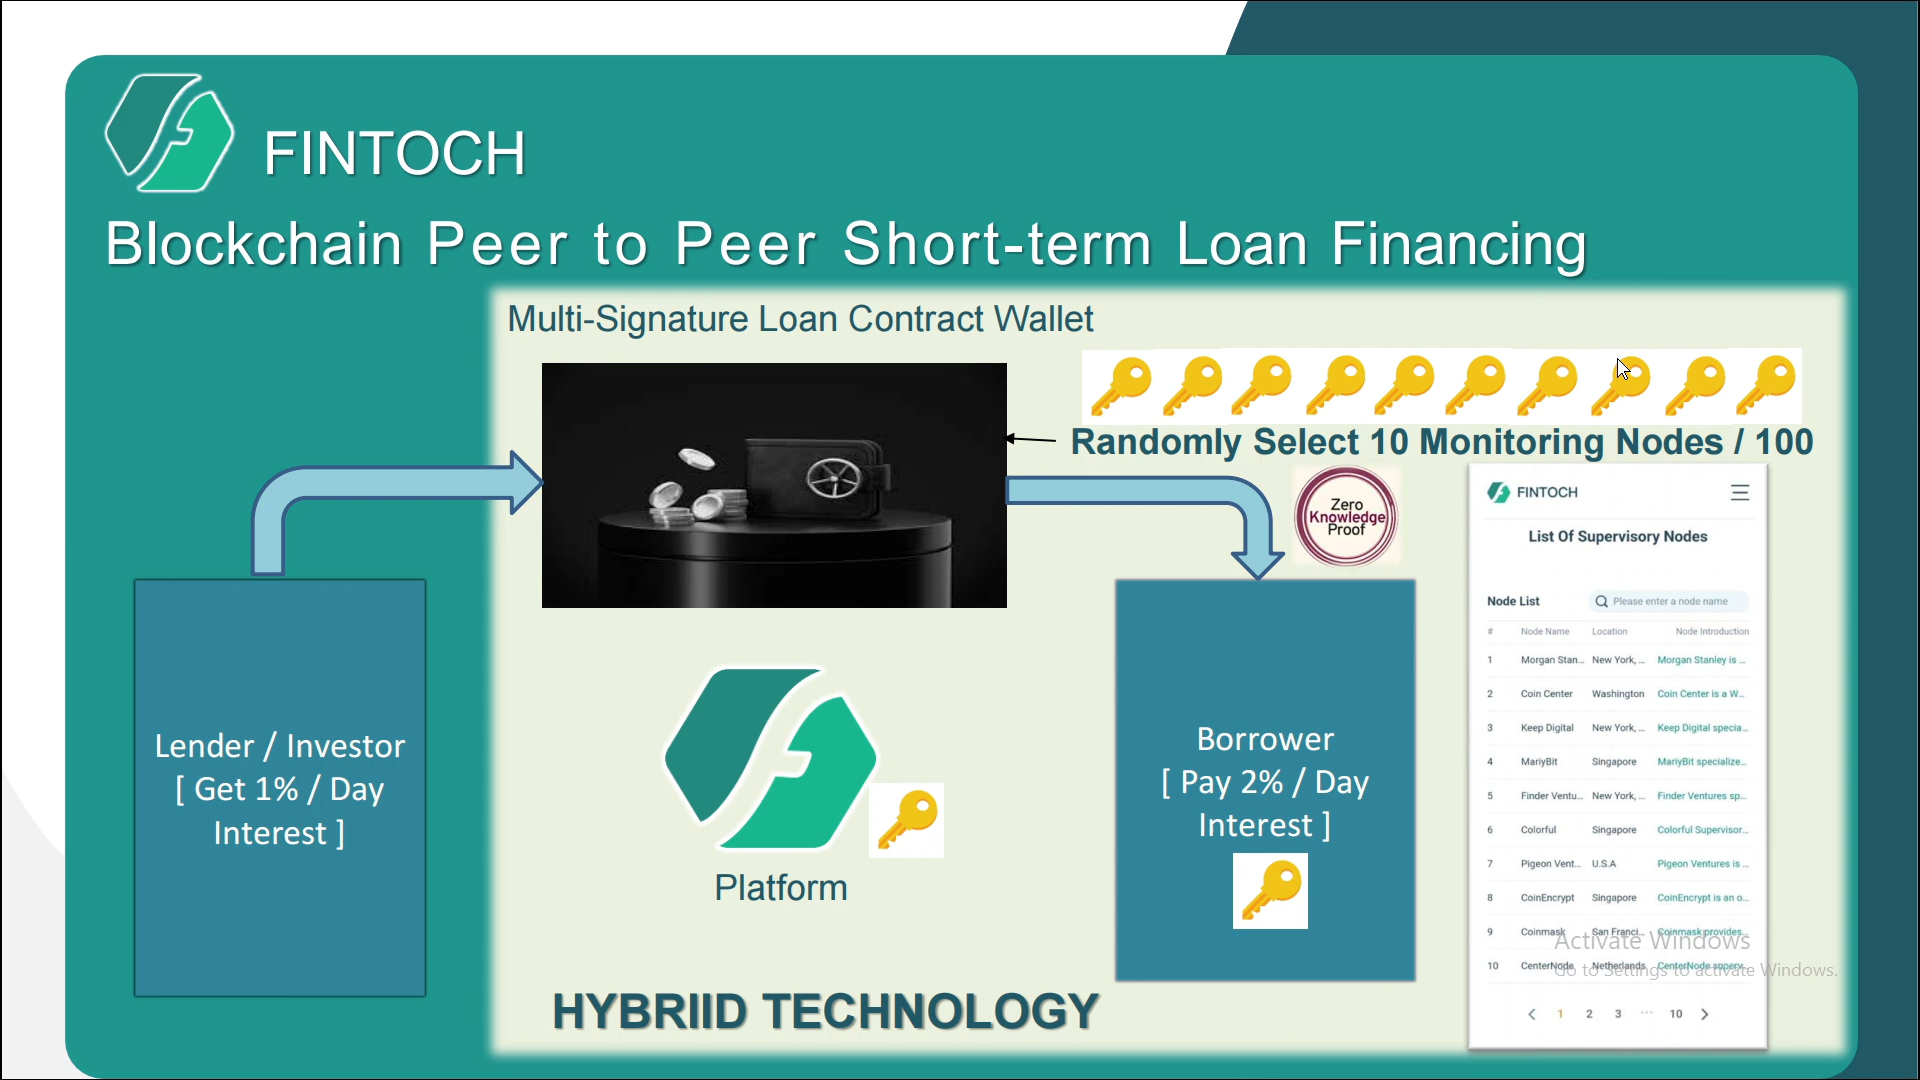 FINTOCH
Blockchain Peer to Peer Short-term Loan Financing
Multi-Signature Loan Contract Wallet
Randomly Select 10 Monitoring Nodes / 100
Zero
Knowledge
Proof
Lender / Investor
[ Get 1% / Day
Interest ]
Platform
Borrower
[ Pay 2% / Day
Interest ]
HYBRIID TECHNOLOGY
FINTOCH
List Of Supervisory Nodes
Node List
Please enter a node name
# Node Name Location Node Introduction
1 Morgan Stan... New York, ... Morgan Stanley is ...
2 Coin Center Washington Coin Center is a W...
3 Keep Digital New York, ... Keep Digital specia...
4 MariyBit Singapore MariyBit specialize...
5 Finder Ventu... New York, ... Finder Ventures sp...
6 Colorful Singapore Colorful Supervisor...
7 Pigeon Vent... U.S.A Pigeon Ventures is ...
8 CoinEncrypt Singapore CoinEncrypt is an o...
9 Coinmask San Franci... Coinmask provides...
10 CenterNode Netherlands CenterNode superv...
1 2 3 ... 10
Activate Windows
Go to Settings to activate Windows.